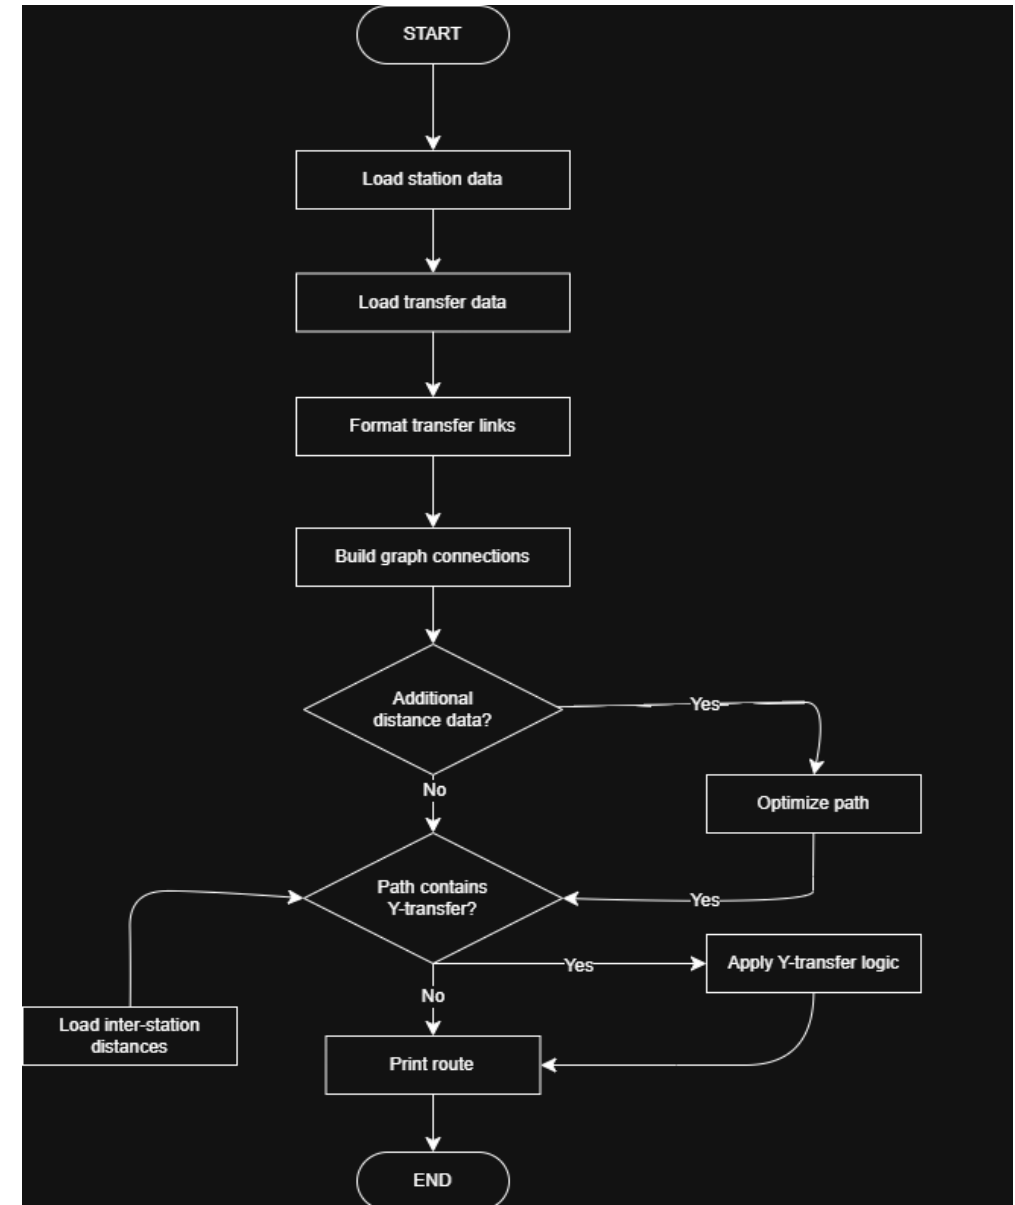 START
Load station data
Load transfer data
Format transfer links
Build graph connections
Additional
distance data?
Yes
No
Optimize path
Path contains
Y-transfer?
Yes
Yes
Apply Y-transfer logic
No
Load inter-station
distances
Print route
END